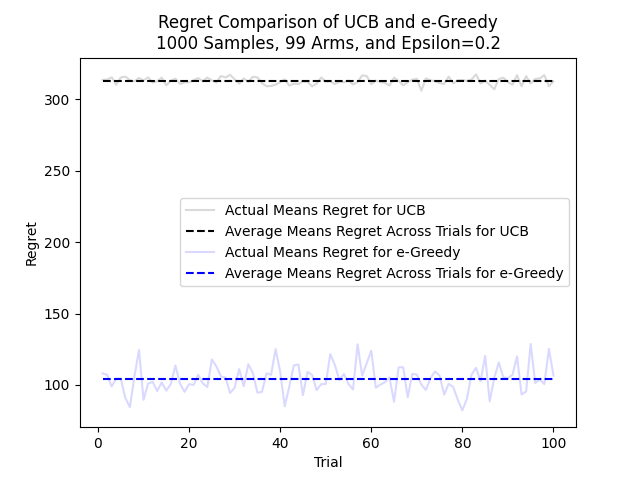 Regret Comparison of UCB and e-Greedy
1000 Samples, 99 Arms, and Epsilon=0.2
300
250
200
150
100
Regret
Actual Means Regret for UCB
Average Means Regret Across Trials for UCB
Actual Means Regret for e-Greedy
Average Means Regret Across Trials for e-Greedy
0 20 40 60 80 100
Trial